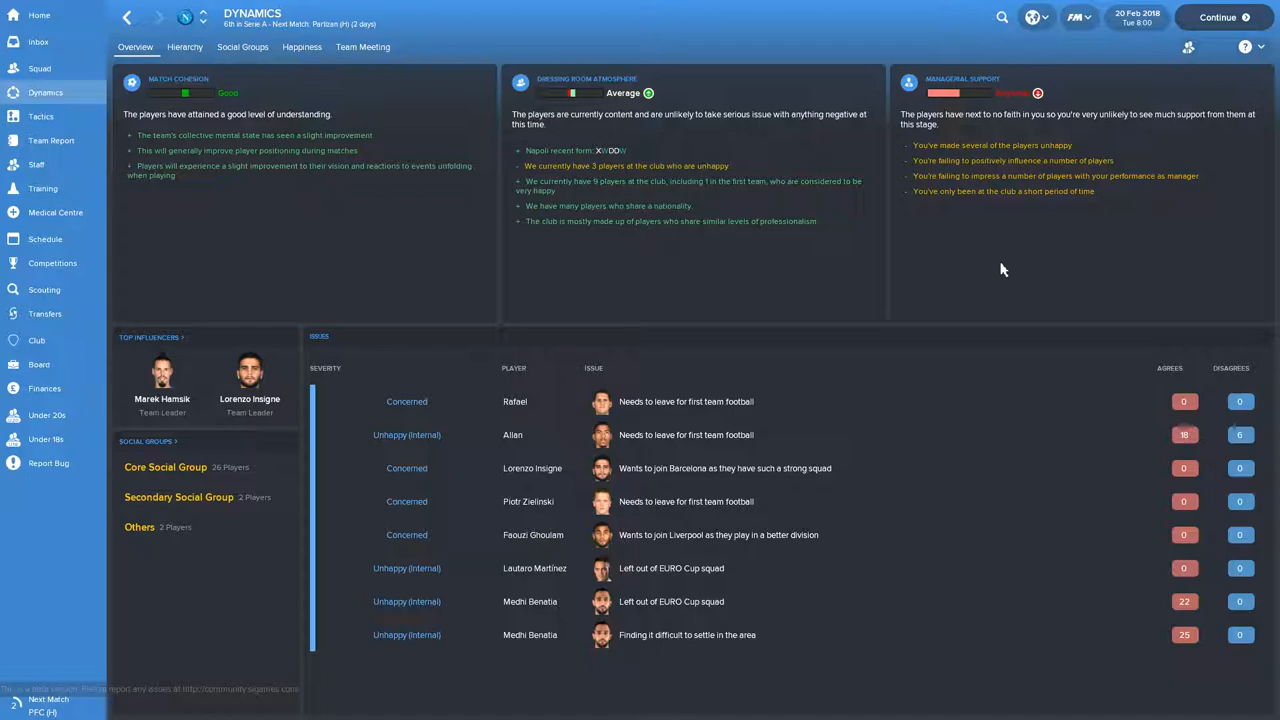 Home
Inbox
Squad
Dynamics
Tactics
Team Report
Staff
Training
Medical Centre
Schedule
Competitions
Scouting
Transfers
Club
Board
Finances
Under 20s
Under 18s
Report Bug
2
Next Match
PFC (H)
DYNAMICS
6th in Serie A - Next Match: Partizan (H) (2 days)
FM
20 Feb 2018
Tue 8:00
Continue
Overview
Hierarchy
Social Groups
Happiness
Team Meeting
?
MATCH COHESION
Good
The players have attained a good level of understanding.
+ The team's collective mental state has seen a slight improvement
+ This will generally improve player positioning during matches
+ Players will experience a slight improvement to their vision and reactions to events unfolding
when playing
DRESSING ROOM ATMOSPHERE
Average
The players are currently content and are unlikely to take serious issue with anything negative at
this time.
+ Napoli recent form: XWDDW
- We currently have 3 players at the club who are unhappy
+ We currently have 9 players at the club, including 1 in the first team, who are considered to be
very happy
+ We have many players who share a nationality.
+ The club is mostly made up of players who share similar levels of professionalism
MANAGERIAL SUPPORT
The players have next to no faith in you so you're very unlikely to see much support from them at
this stage.
- You've made several of the players unhappy
- You're failing to positively influence a number of players
- You're failing to impress a number of players with your performance as manager
- You've only been at the club a short period of time
TOP INFLUENCERS >
Marek Hamsik
Team Leader
Lorenzo Insigne
Team Leader
SOCIAL GROUPS >
Core Social Group 26 Players
Secondary Social Group 2 Players
Others 2 Players
ISSUES
SEVERITY PLAYER ISSUE AGREES DISAGREES
Concerned Rafael Needs to leave for first team football 0 0
Unhappy (Internal) Allan Needs to leave for first team football 18 6
Concerned Lorenzo Insigne Wants to join Barcelona as they have such a strong squad 0 0
Concerned Piotr Zielinski Needs to leave for first team football 0 0
Concerned Faouzi Ghoulam Wants to join Liverpool as they play in a better division 0 0
Unhappy (Internal) Lautaro Martínez Left out of EURO Cup squad 0 0
Unhappy (Internal) Medhi Benatia Left out of EURO Cup squad 22 0
Unhappy (Internal) Medhi Benatia Finding it difficult to settle in the area 25 0
This is a beta version. Please report any issues at http://community.sigames.com